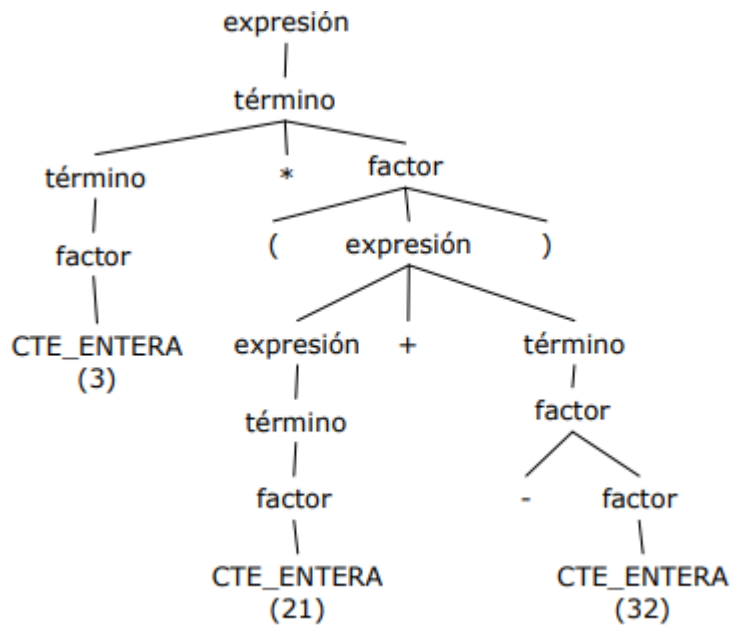 expresión
término
término * factor
factor ( expresión )
CTE_ENTERA
(3)
expresión + término
término factor
factor - factor
CTE_ENTERA CTE_ENTERA
(21) (32)